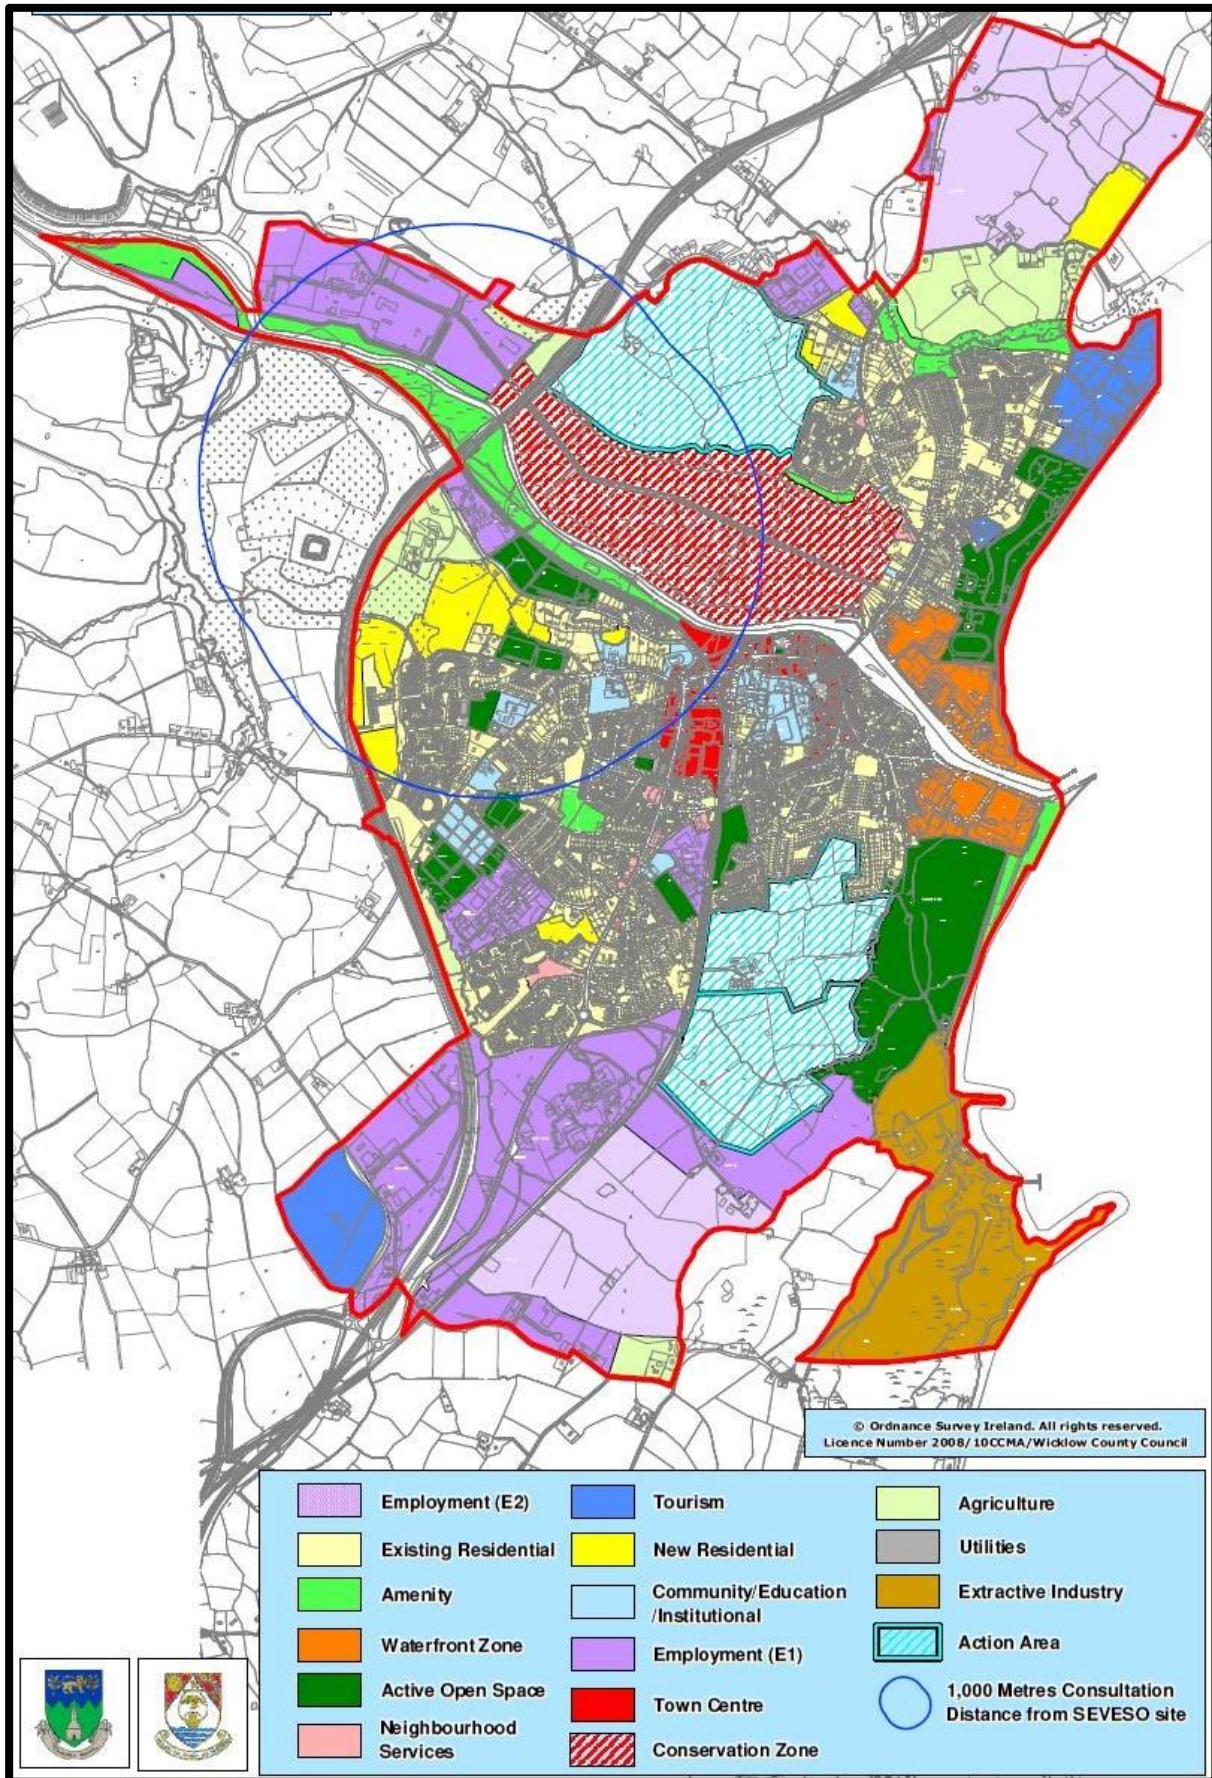 © Ordnance Survey Ireland. All rights reserved.
Licence Number 2008/10CCMA/Wicklow County Council
Employment (E2)
Existing Residential
Amenity
Waterfront Zone
Active Open Space
Neighbourhood
Services
Tourism
New Residential
Community/Education
/Institutional
Employment (E1)
Town Centre
Conservation Zone
Agriculture
Utilities
Extractive Industry
Action Area
1,000 Metres Consultation
Distance from SEVESO site